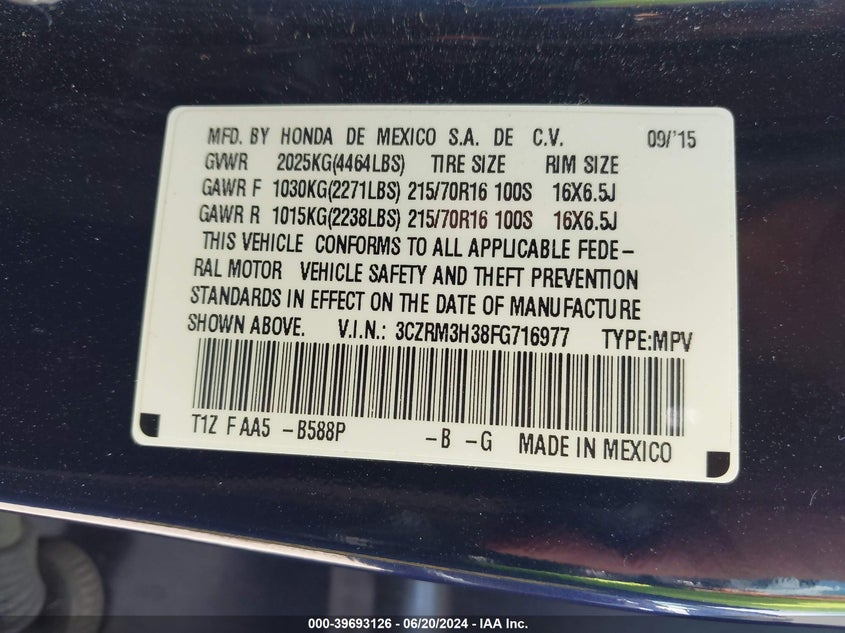 MFD. BY HONDA DE MEXICO S.A. DE C.V. 09/'15
GVWR 2025KG(4464LBS) TIRE SIZE RIM SIZE
GAWR F 1030KG(2271LBS) 215/70R16 100S 16X6.5J
GAWR R 1015KG(2238LBS) 215/70R16 100S 16X6.5J
THIS VEHICLE CONFORMS TO ALL APPLICABLE FEDE-
RAL MOTOR VEHICLE SAFETY AND THEFT PREVENTION
STANDARDS IN EFFECT ON THE DATE OF MANUFACTURE
SHOWN ABOVE. V.I.N.: 3CZRM3H38FG716977 TYPE:MPV
T1Z F AA5 -B588P -B -G MADE IN MEXICO
000-39693126 - 06/20/2024 - IAA Inc.